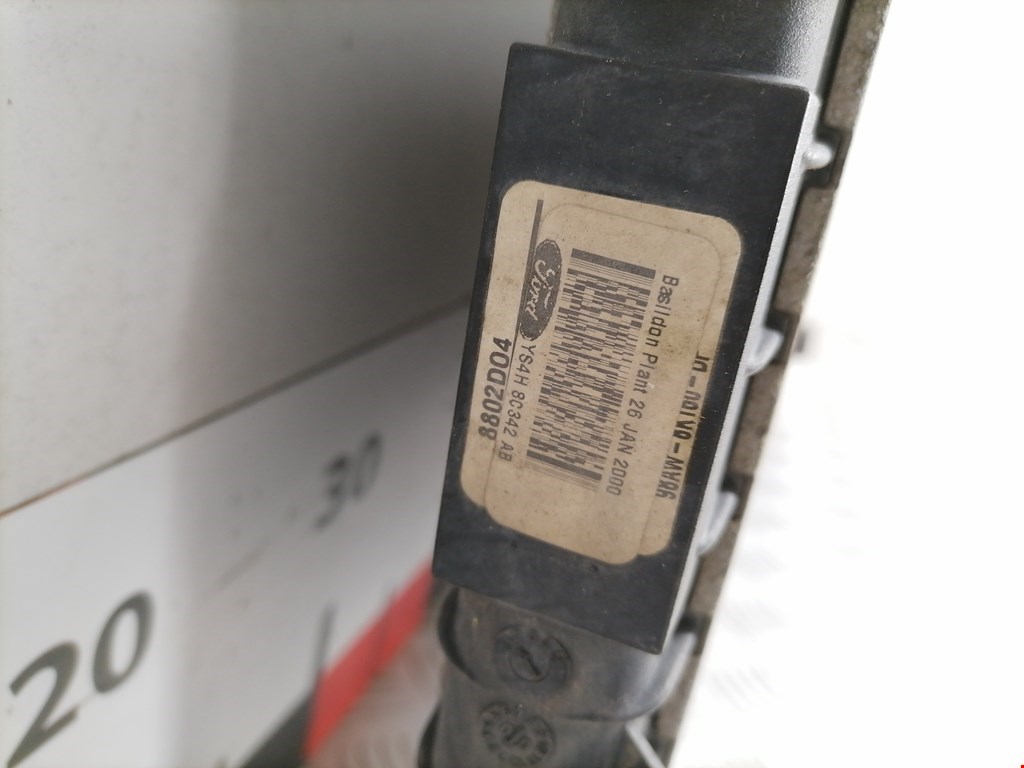 Ford
8802D04
YS4H 8C342 AB
Basildon Plant 26 JAN 2000
20
30